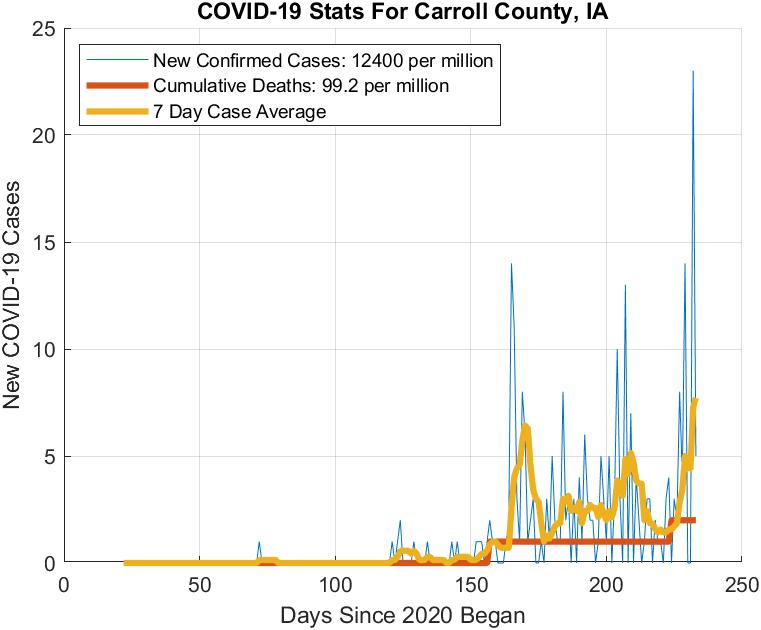 COVID-19 Stats For Carroll County, IA
New Confirmed Cases: 12400 per million
Cumulative Deaths: 99.2 per million
7 Day Case Average
New COVID-19 Cases
25
20
15
10
5
0
0 50 100 150 200 250
Days Since 2020 Began